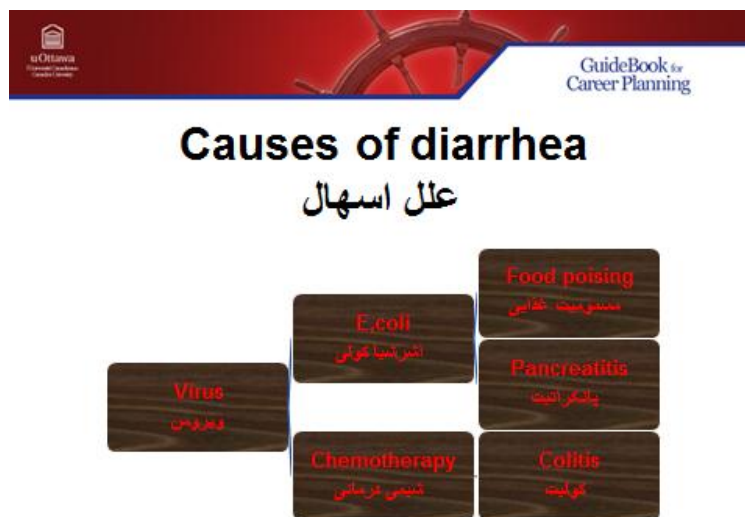 uOttawa
GuideBook for
Career Planning
Causes of diarrhea
علل اسهال
Food poising
مسمومیت غذایی
E.coli
اشرشیا کولی
Pancreatitis
پانکراتیت
Virus
ویروس
Chemotherapy
شیمی درمانی
Colitis
کولیت